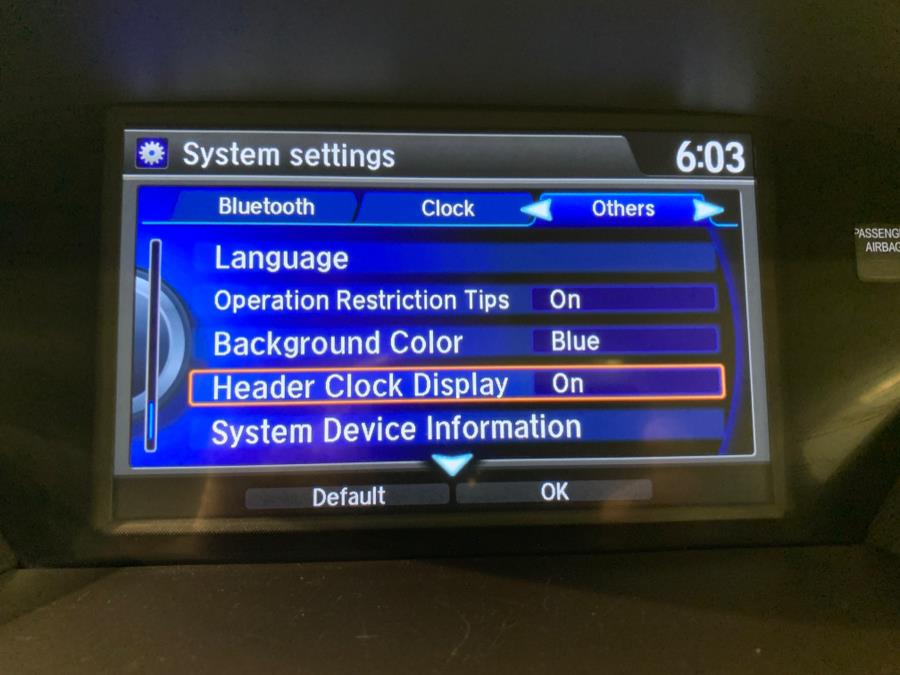 System settings 6:03
Bluetooth Clock Others
Language
Operation Restriction Tips On
Background Color Blue
Header Clock Display On
System Device Information
Default OK